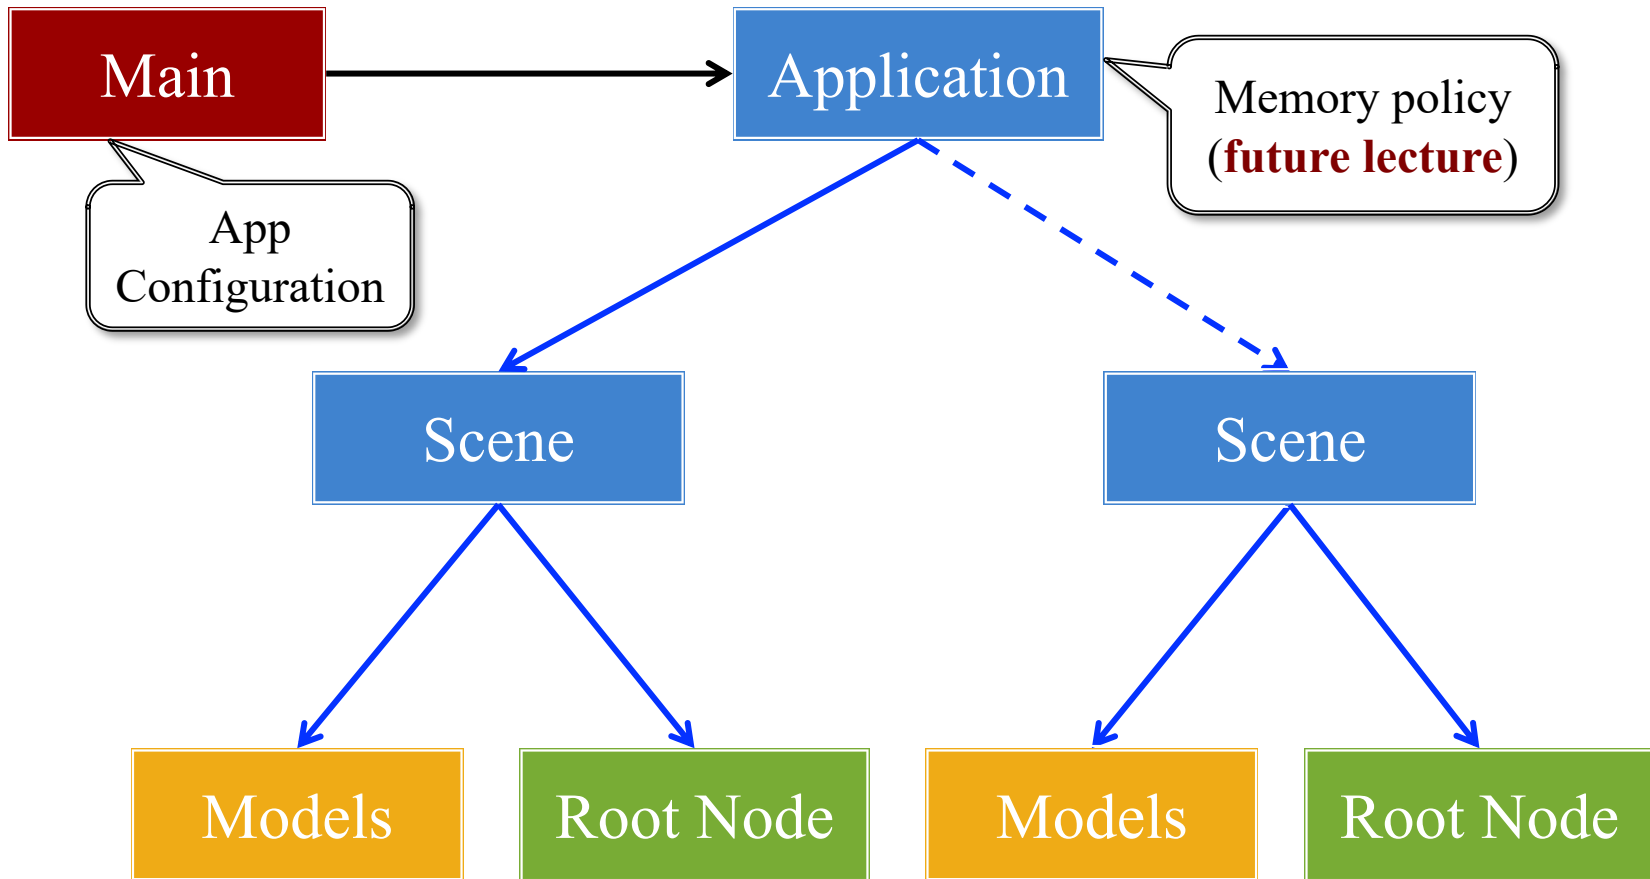 Main
Application
Memory policy
(future lecture)
App
Configuration
Scene
Scene
Models
Root Node
Models
Root Node